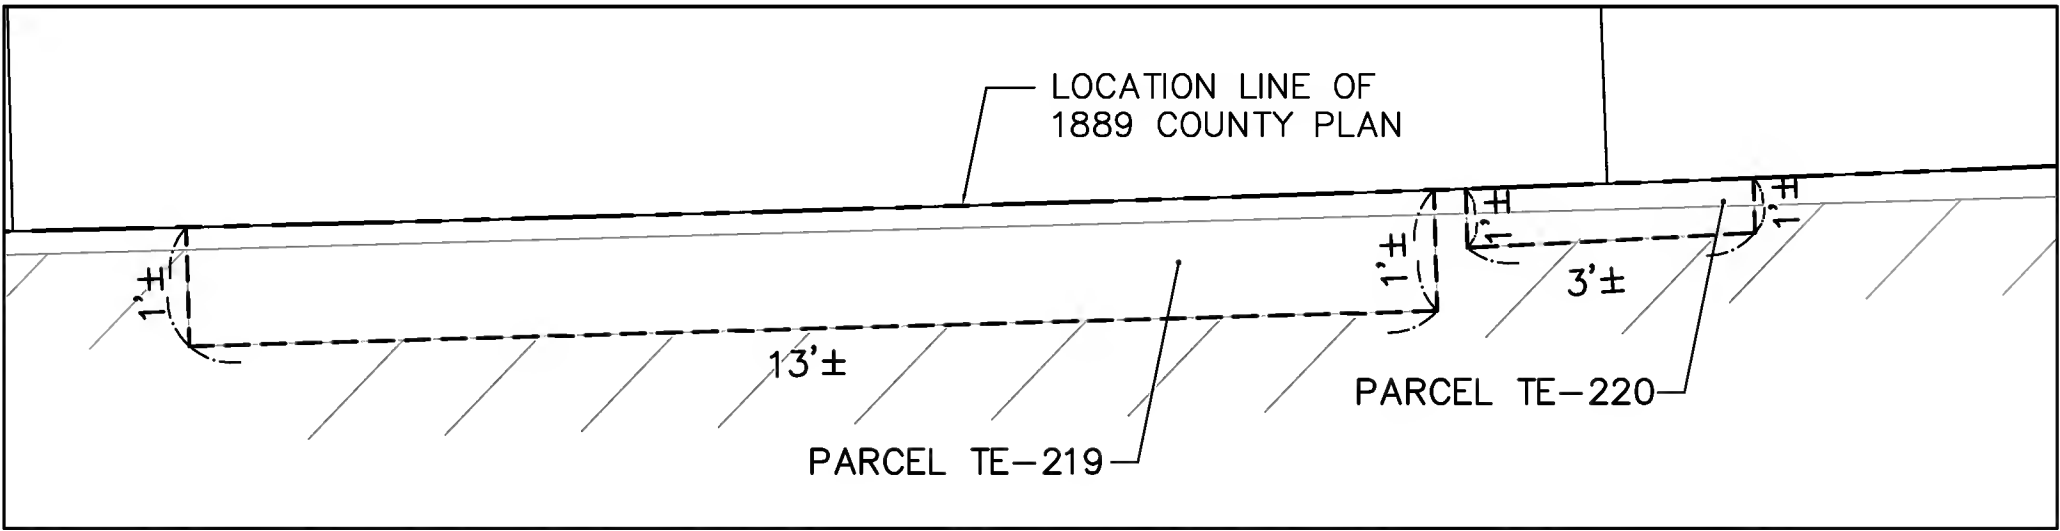 LOCATION LINE OF
1889 COUNTY PLAN
1'±
1'±
1'±
1'±
3'±
13'±
PARCEL TE-220
PARCEL TE-219